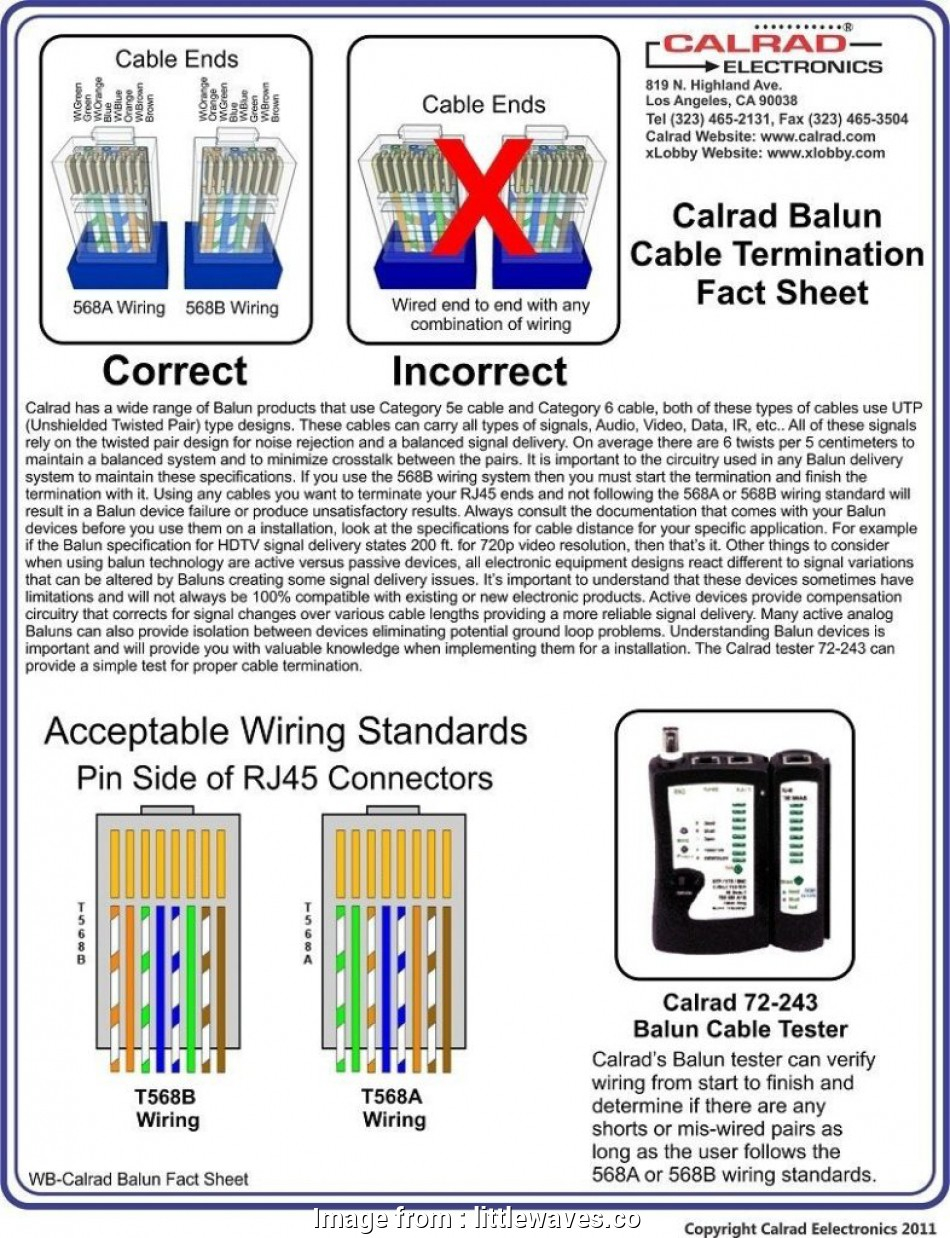 Cable Ends
W\Green
Green
W\Orange
Blue
W\Blue
Orange
W\Brown
Brown
W\Orange
Orange
W\Green
Blue
W\Blue
Green
W\Brown
Brown
568A Wiring
568B Wiring
Correct
Cable Ends
X
Wired end to end with any
combination of wiring
Incorrect
CALRAD®
ELECTRONICS
819 N. Highland Ave.
Los Angeles, CA 90038
Tel (323) 465-2131, Fax (323) 465-3504
Calrad Website: www.calrad.com
xLobby Website: www.xlobby.com
Calrad Balun
Cable Termination
Fact Sheet
Calrad has a wide range of Balun products that use Category 5e cable and Category 6 cable, both of these types of cables use UTP
(Unshielded Twisted Pair) type designs. These cables can carry all types of signals, Audio, Video, Data, IR, etc.. All of these signals
rely on the twisted pair design for noise rejection and a balanced signal delivery. On average there are 6 twists per 5 centimeters to
maintain a balanced system and to minimize crosstalk between the pairs. It is important to the circuitry used in any Balun delivery
system to maintain these specifications. If you use the 568B wiring system then you must start the termination and finish the
termination with it. Using any cables you want to terminate your RJ45 ends and not following the 568A or 568B wiring standard will
result in a Balun device failure or produce unsatisfactory results. Always consult the documentation that comes with your Balun
devices before you use them on a installation, look at the specifications for cable distance for your specific application. For example
if the Balun specification for HDTV signal delivery states 200 ft. for 720p video resolution, then that's it. Other things to consider
when using balun technology are active versus passive devices, all electronic equipment designs react different to signal variations
that can be altered by Baluns creating some signal delivery issues. It's important to understand that these devices sometimes have
limitations and will not always be 100% compatible with existing or new electronic products. Active devices provide compensation
circuitry that corrects for signal changes over various cable lengths providing a more reliable signal delivery. Many active analog
Baluns can also provide isolation between devices eliminating potential ground loop problems. Understanding Balun devices is
important and will provide you with valuable knowledge when implementing them for a installation. The Calrad tester 72-243 can
provide a simple test for proper cable termination.
Acceptable Wiring Standards
Pin Side of RJ45 Connectors
T568B
T568A
T568B
Wiring
T568A
Wiring
Calrad 72-243
Balun Cable Tester
Calrad's Balun tester can verify
wiring from start to finish and
determine if there are any
shorts or mis-wired pairs as
long as the user follows the
568A or 568B wiring standards.
WB-Calrad Balun Fact Sheet
Image from : littlewaves.co
Copyright Calrad Eelectronics 2011